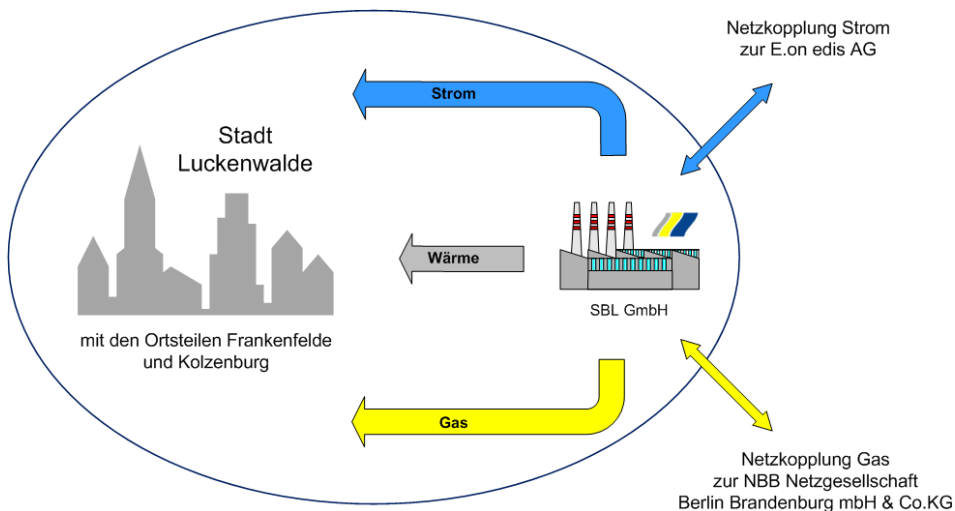 Netzkopplung Strom
zur E.on edis AG
Strom
Stadt
Luckenwalde
Wärme
SBL GmbH
mit den Ortsteilen Frankenfelde
und Kolzenburg
Gas
Netzkopplung Gas
zur NBB Netzgesellschaft
Berlin Brandenburg mbH & Co.KG